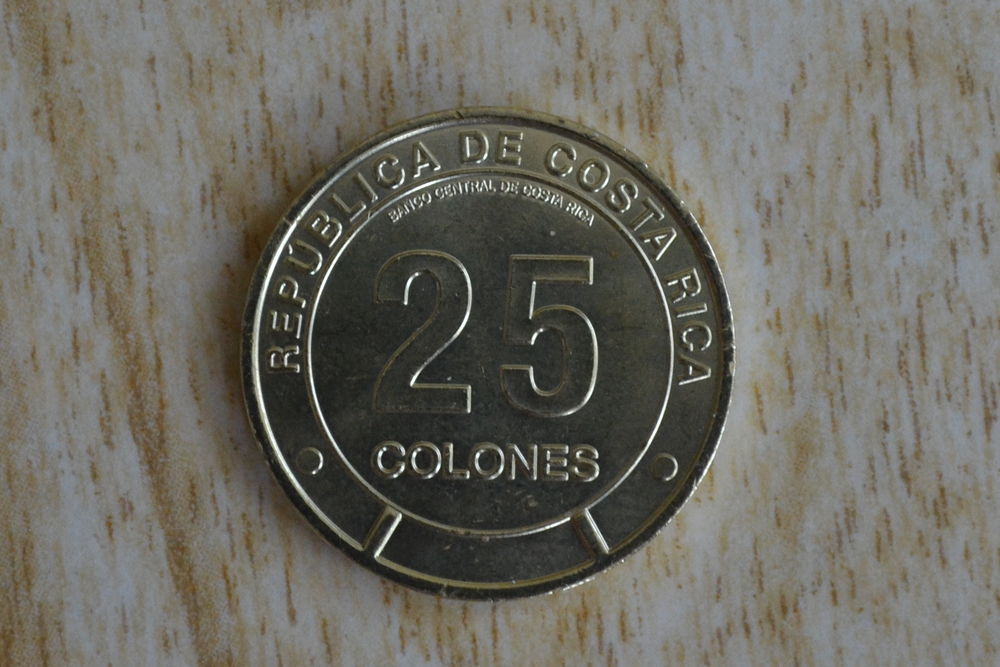 REPÚBLICA DE COSTA RICA
BANCO CENTRAL DE COSTA RICA
25
COLONES